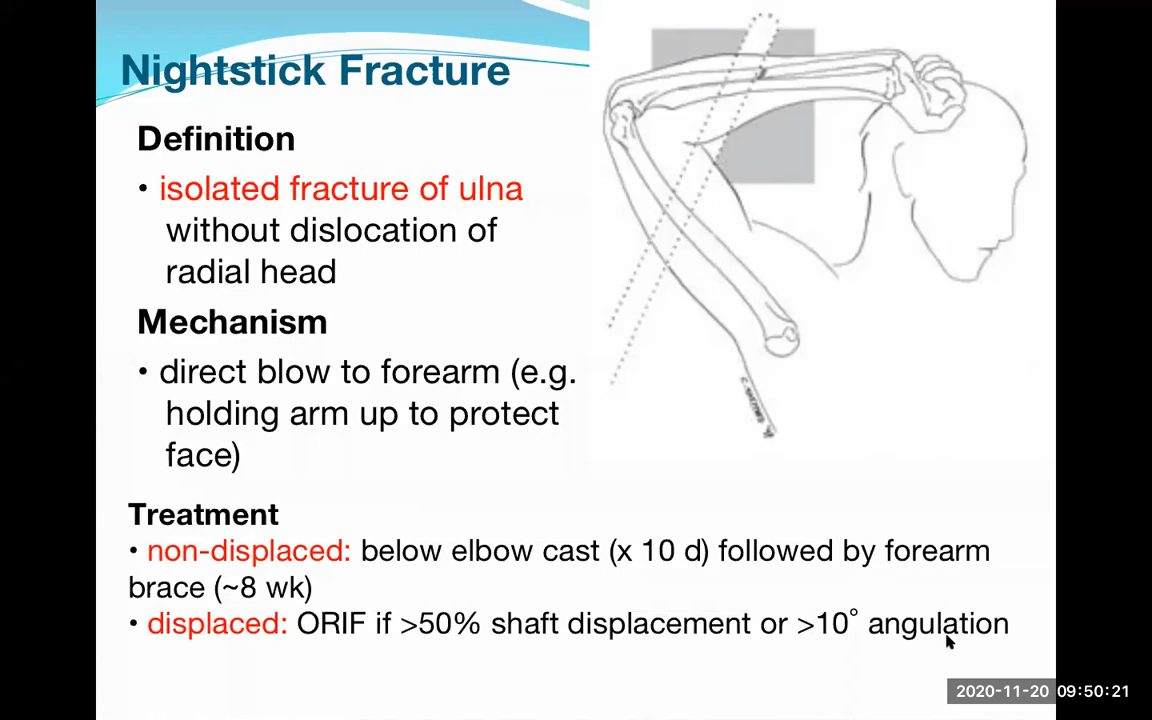 Nightstick Fracture
Definition
• isolated fracture of ulna
without dislocation of
radial head
Mechanism
• direct blow to forearm (e.g.
holding arm up to protect
face)
Treatment
• non-displaced: below elbow cast (x 10 d) followed by forearm
brace (~8 wk)
• displaced: ORIF if >50% shaft displacement or >10° angulation
2020-11-20 09:50:21